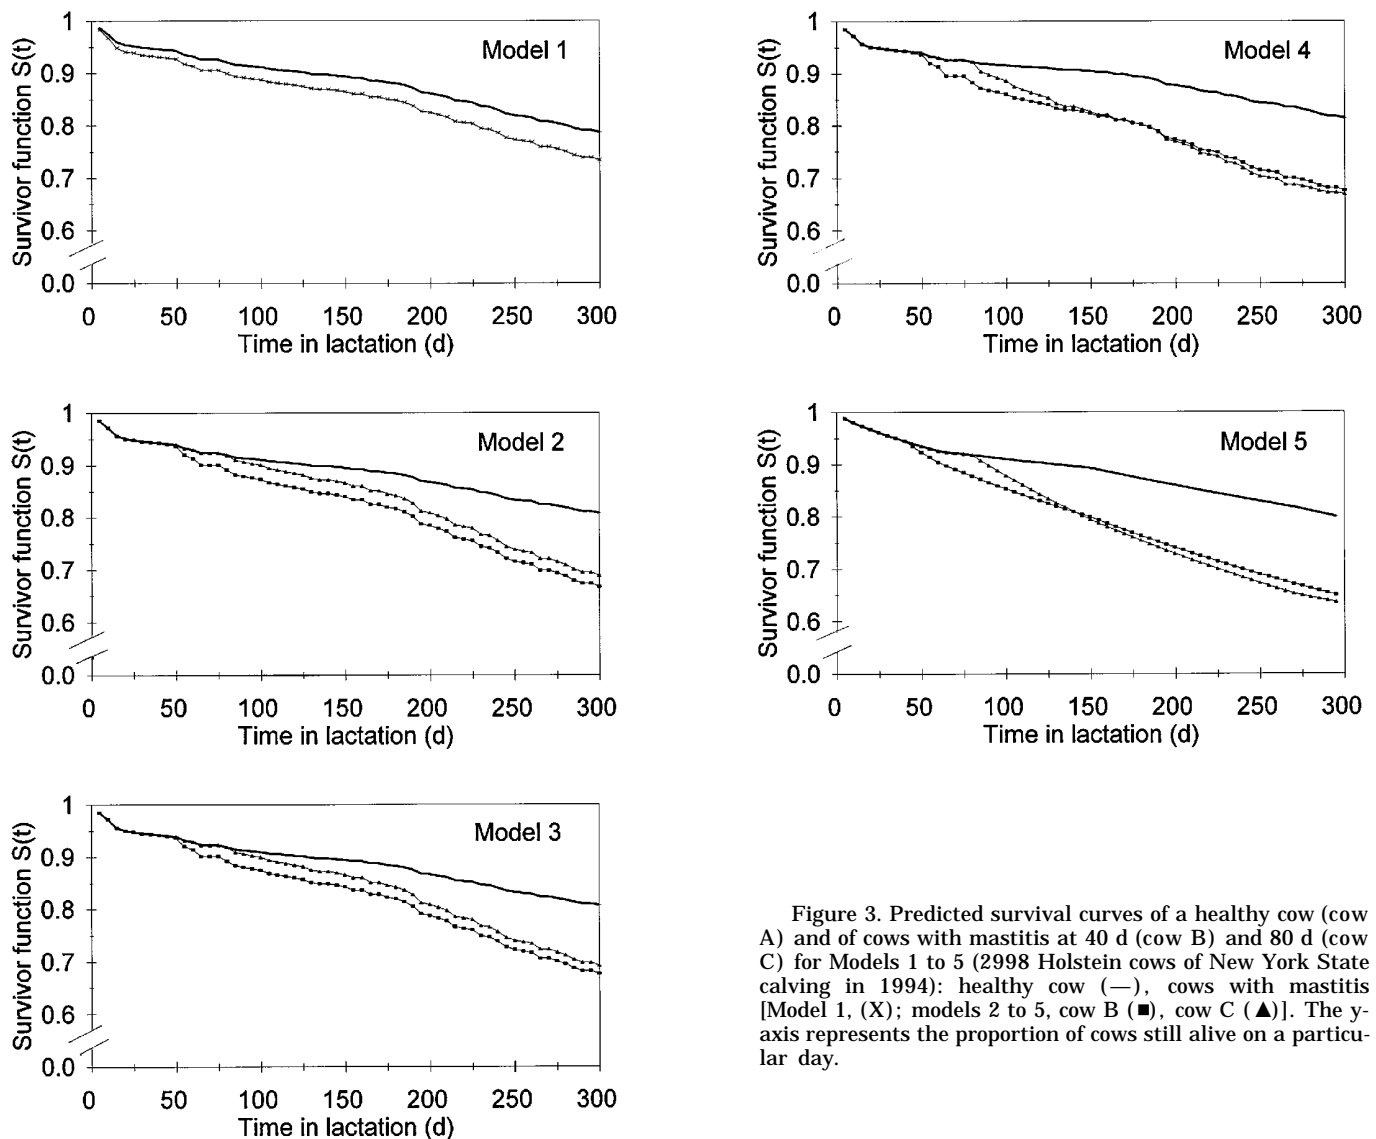 Model 1
Survivor function S(t)
1
0.9
0.8
0.7
0.6
0.0
0 50 100 150 200 250 300
Time in lactation (d)
Model 2
Survivor function S(t)
1
0.9
0.8
0.7
0.6
0.0
0 50 100 150 200 250 300
Time in lactation (d)
Model 3
Survivor function S(t)
1
0.9
0.8
0.7
0.6
0.0
0 50 100 150 200 250 300
Time in lactation (d)
Model 4
Survivor function S(t)
1
0.9
0.8
0.7
0.6
0.0
0 50 100 150 200 250 300
Time in lactation (d)
Model 5
Survivor function S(t)
1
0.9
0.8
0.7
0.6
0.0
0 50 100 150 200 250 300
Time in lactation (d)
Figure 3. Predicted survival curves of a healthy cow (cow
A) and of cows with mastitis at 40 d (cow B) and 80 d (cow
C) for Models 1 to 5 (2998 Holstein cows of New York State
calving in 1994): healthy cow (—), cows with mastitis
[Model 1, (X); models 2 to 5, cow B (■), cow C (▲)]. The y-
axis represents the proportion of cows still alive on a particu-
lar day.